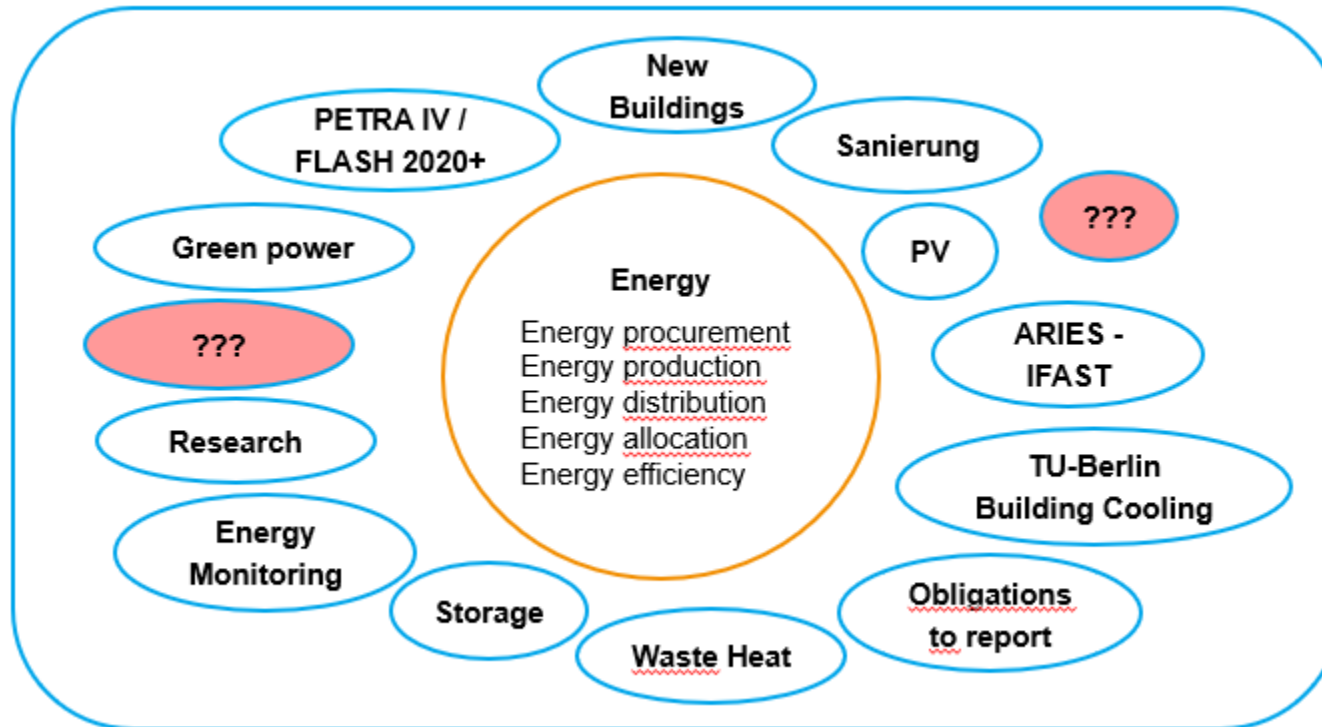 New
Buildings
PETRA IV /
FLASH 2020+
Sanierung
???
Green power
PV
Energy
???
Energy procurement
Energy production
Energy distribution
Energy allocation
Energy efficiency
ARIES -
IFAST
Research
TU-Berlin
Building Cooling
Energy
Monitoring
Storage
Obligations
to report
Waste Heat